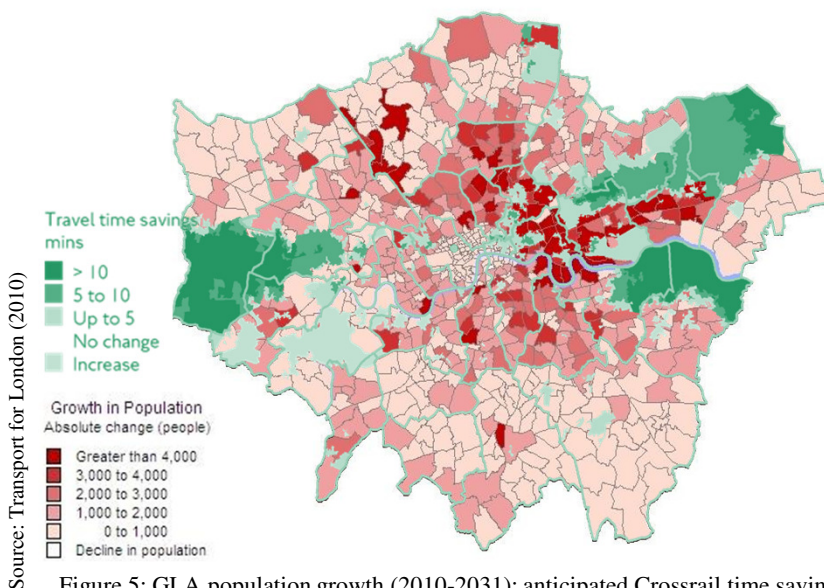 Travel time savings
mins
> 10
5 to 10
Up to 5
No change
Increase
Growth in Population
Absolute change (people)
Greater than 4,000
3,000 to 4,000
2,000 to 3,000
1,000 to 2,000
0 to 1,000
Decline in population
Source: Transport for London (2010)
Figure 5: GLA population growth (2010-2031); anticipated Crossrail time savin